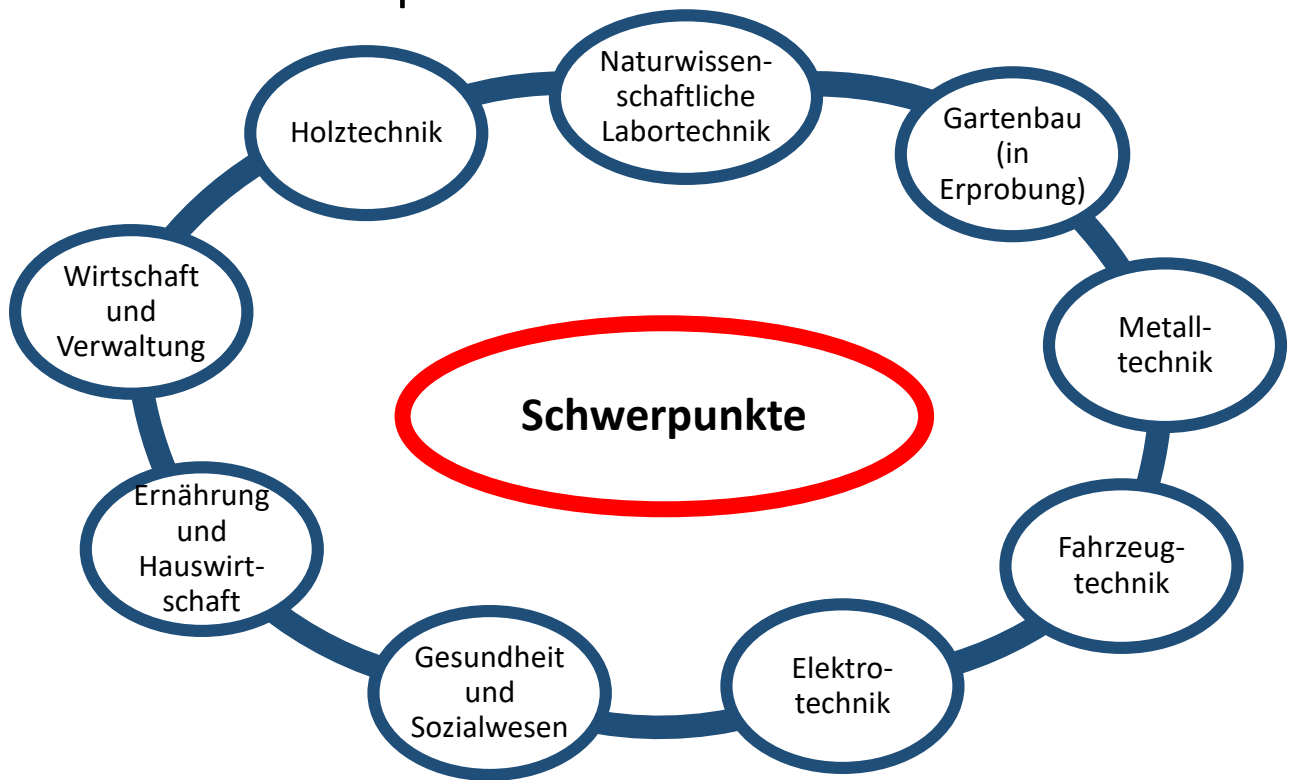 Naturwissen-
schaftliche
Labortechnik
Holztechnik
Gartenbau
(in
Erprobung)
Wirtschaft
und
Verwaltung
Metall-
technik
Schwerpunkte
Ernährung
und
Hauswirt-
schaft
Fahrzeug-
technik
Gesundheit
und
Sozialwesen
Elektro-
technik